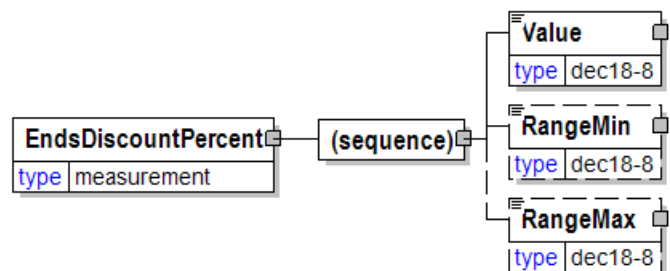 Value
type dec18-8
EndsDiscountPercent
type measurement
(sequence)
RangeMin
type dec18-8
RangeMax
type dec18-8